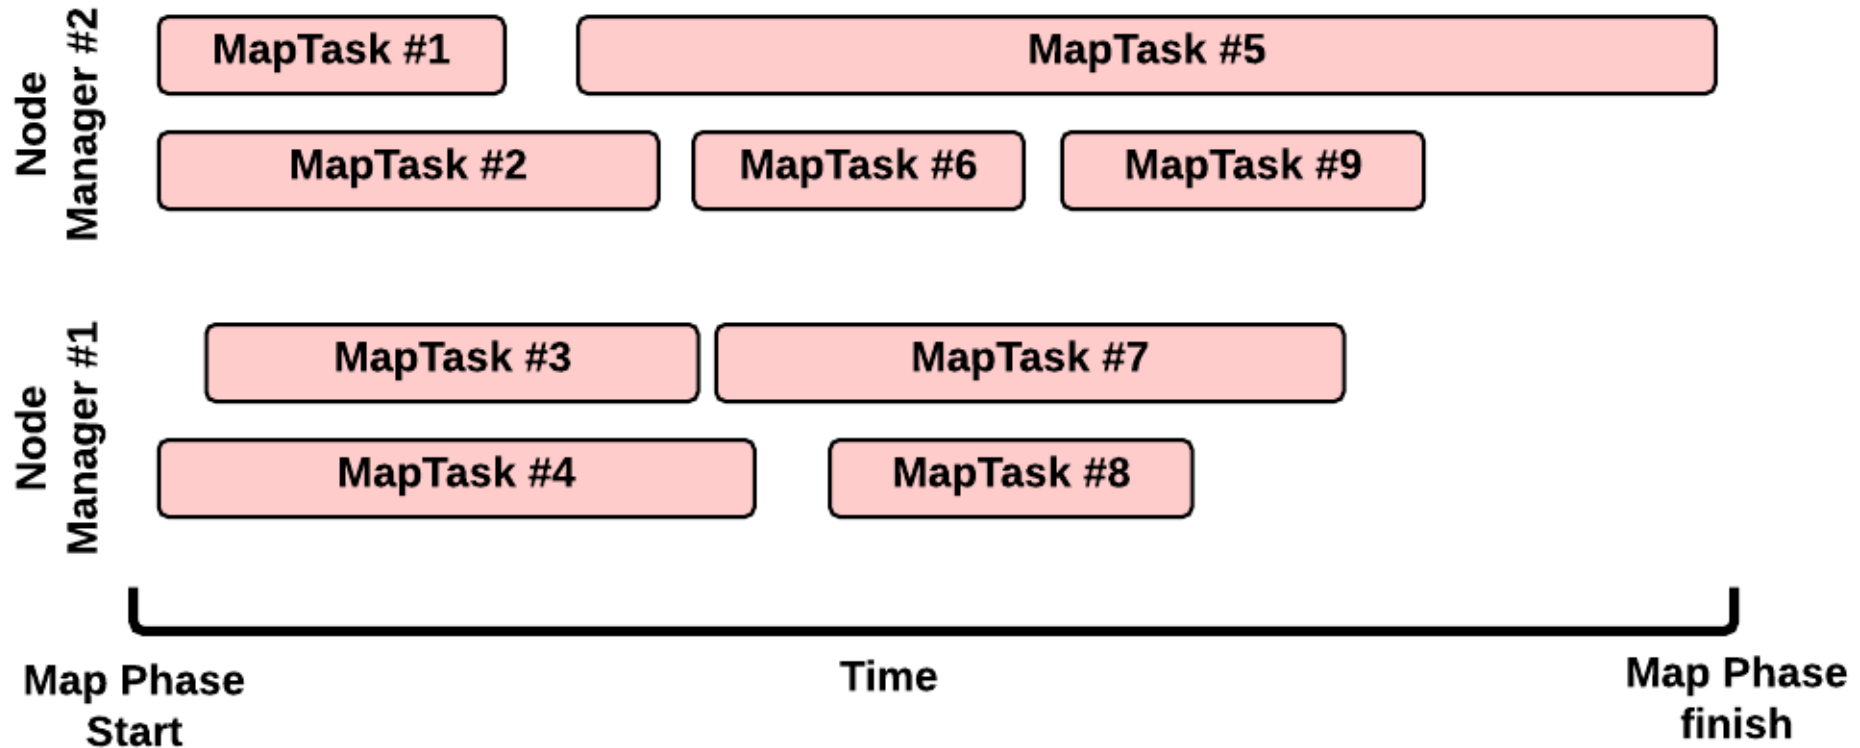 Node
Manager #2
MapTask #1
MapTask #5
MapTask #2
MapTask #6
MapTask #9
Node
Manager #1
MapTask #3
MapTask #7
MapTask #4
MapTask #8
Map Phase
Start
Time
Map Phase
finish